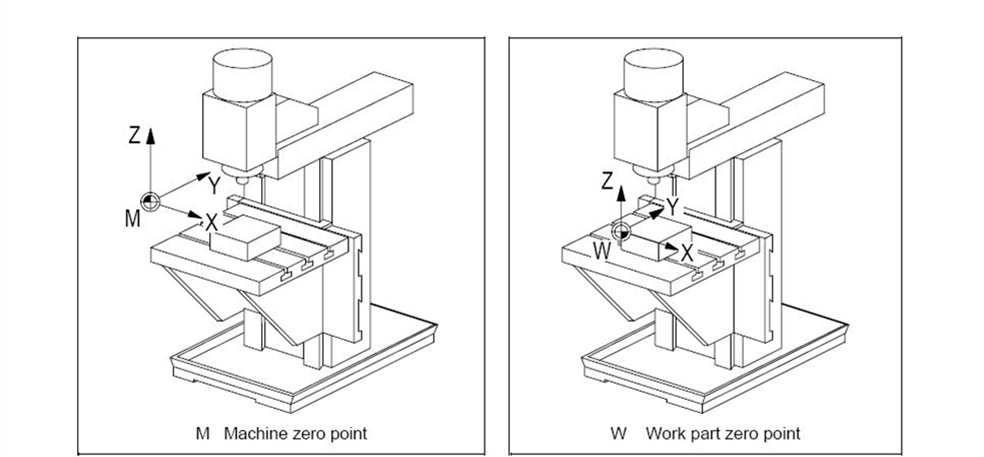 Z
Y
M
X
M Machine zero point
Z
Y
W
X
W Work part zero point